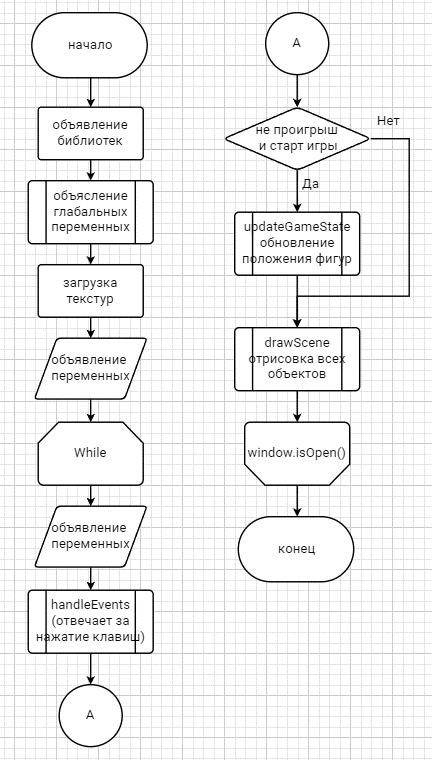 начало
объявление
библиотек
объясление
глабальных
переменных
загрузка
текстур
объявление
переменных
While
объявление
переменных
handleEvents
(отвечает за
нажатие клавиш)
А
А
не проигрыш
и старт игры
Нет
Да
updateGameState
обновление
положения фигур
drawScene
отрисовка всех
объектов
window.isOpen()
конец